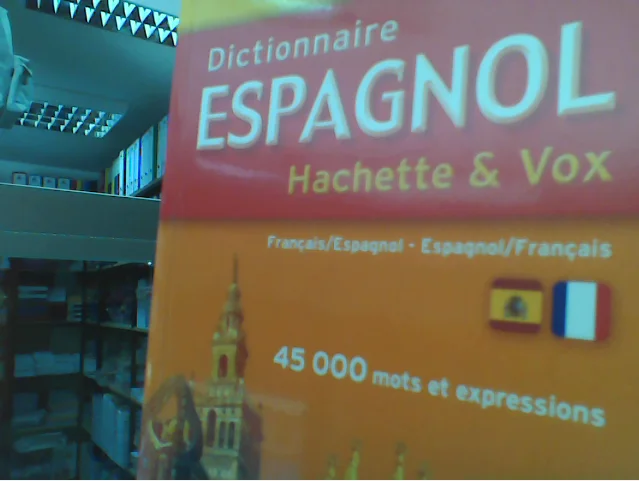 Dictionnaire
ESPAGNOL
Hachette & Vox
Français/Espagnol - Espagnol/Français
45 000 mots et expressions